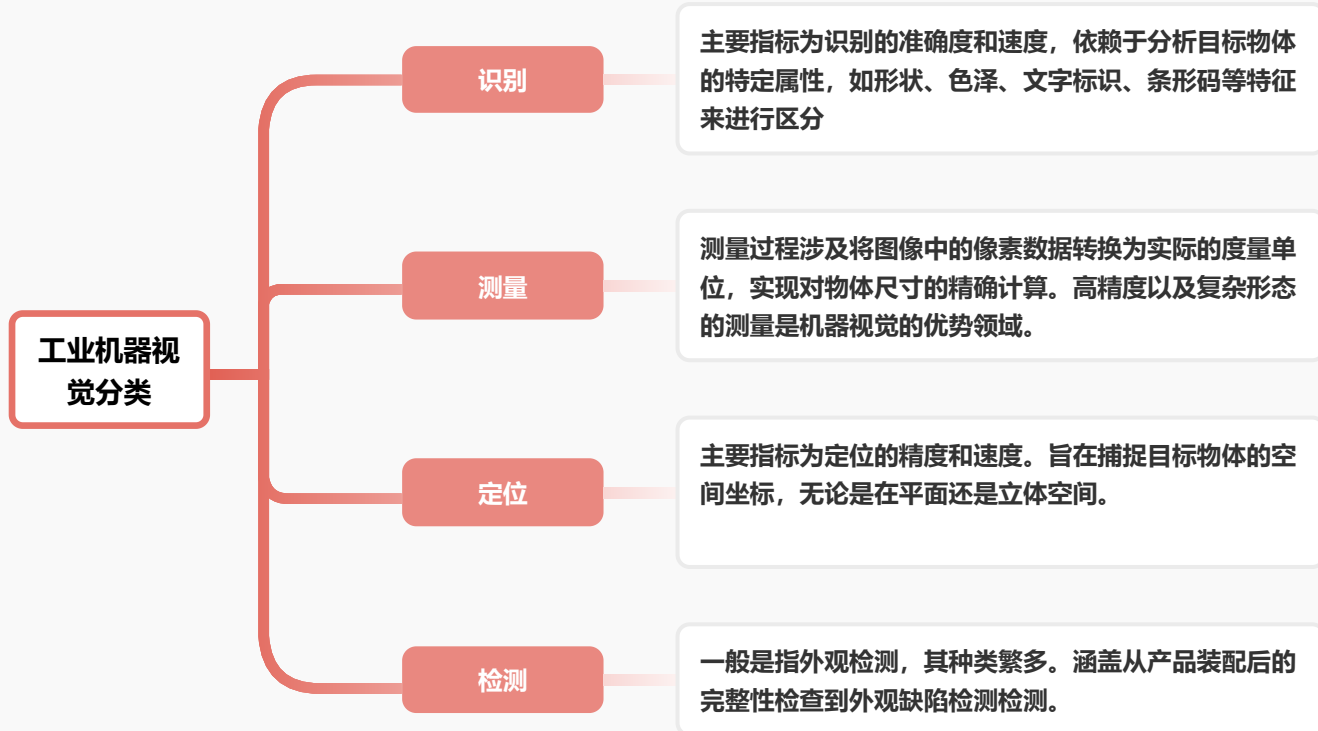 工业机器视
觉分类
识别
主要指标为识别的准确度和速度，依赖于分析目标物体
的特定属性，如形状、色泽、文字标识、条形码等特征
来进行区分
测量
测量过程涉及将图像中的像素数据转换为实际的度量单
位，实现对物体尺寸的精确计算。高精度以及复杂形态
的测量是机器视觉的优势领域。
定位
主要指标为定位的精度和速度。旨在捕捉目标物体的空
间坐标，无论是在平面还是立体空间。
检测
一般是指外观检测，其种类繁多。涵盖从产品装配后的
完整性检查到外观缺陷检测检测。